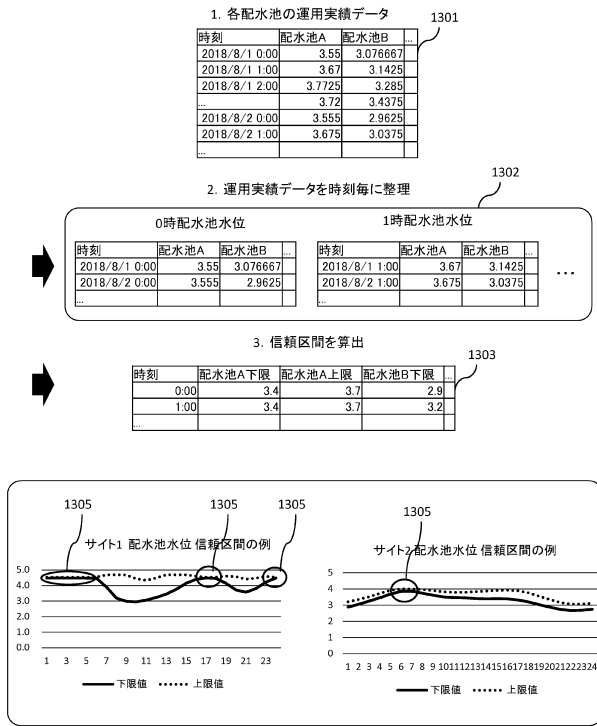 1. 各配水池の運用実績データ
1301
時刻 配水池A 配水池B ...
2018/8/1 0:00 3.55 3.076667
2018/8/1 1:00 3.67 3.1425
2018/8/1 2:00 3.7725 3.285
... 3.72 3.4375
2018/8/2 0:00 3.555 2.9625
2018/8/2 1:00 3.675 3.0375
...
1302
2. 運用実績データを時刻毎に整理
0時配水池水位
時刻 配水池A 配水池B ...
2018/8/1 0:00 3.55 3.076667
2018/8/2 0:00 3.555 2.9625
...
1時配水池水位
時刻 配水池A 配水池B ...
2018/8/1 1:00 3.67 3.1425
2018/8/2 1:00 3.675 3.0375
...
...
3. 信頼区間を算出
1303
時刻 配水池A下限 配水池A上限 配水池B下限 ...
0:00 3.4 3.7 2.9
1:00 3.4 3.7 3.2
...
1305 1305 1305
サイト1 配水池水位 信頼区間の例
5.0
4.0
3.0
2.0
1.0
0.0
1 3 5 7 9 11 13 15 17 19 21 23
下限値 上限値
1305
サイト2 配水池水位 信頼区間の例
5
4
3
2
1
0
1 2 3 4 5 6 7 8 9 101112131415161718192021222324
下限値 上限値